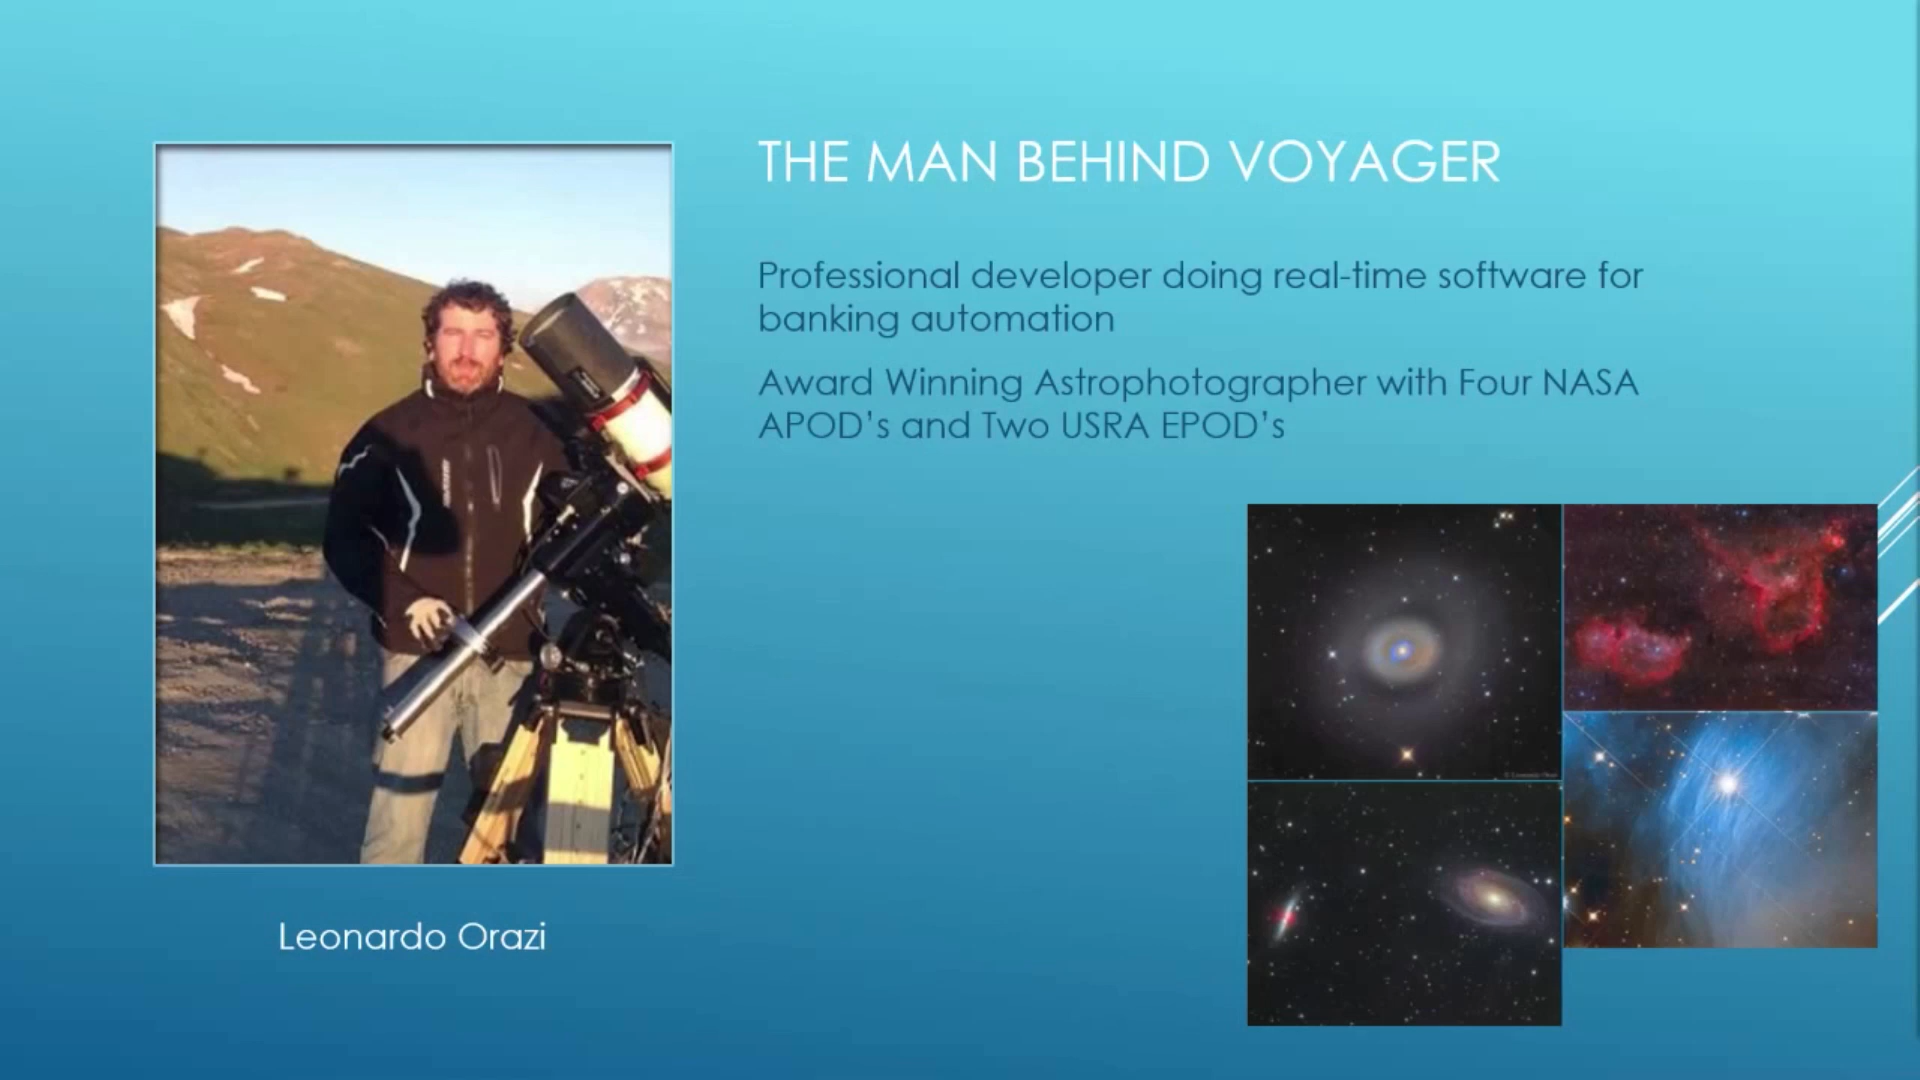 THE MAN BEHIND VOYAGER
Professional developer doing real-time software for
banking automation
Award Winning Astrophotographer with Four NASA
APOD's and Two USRA EPOD's
Leonardo Orazi